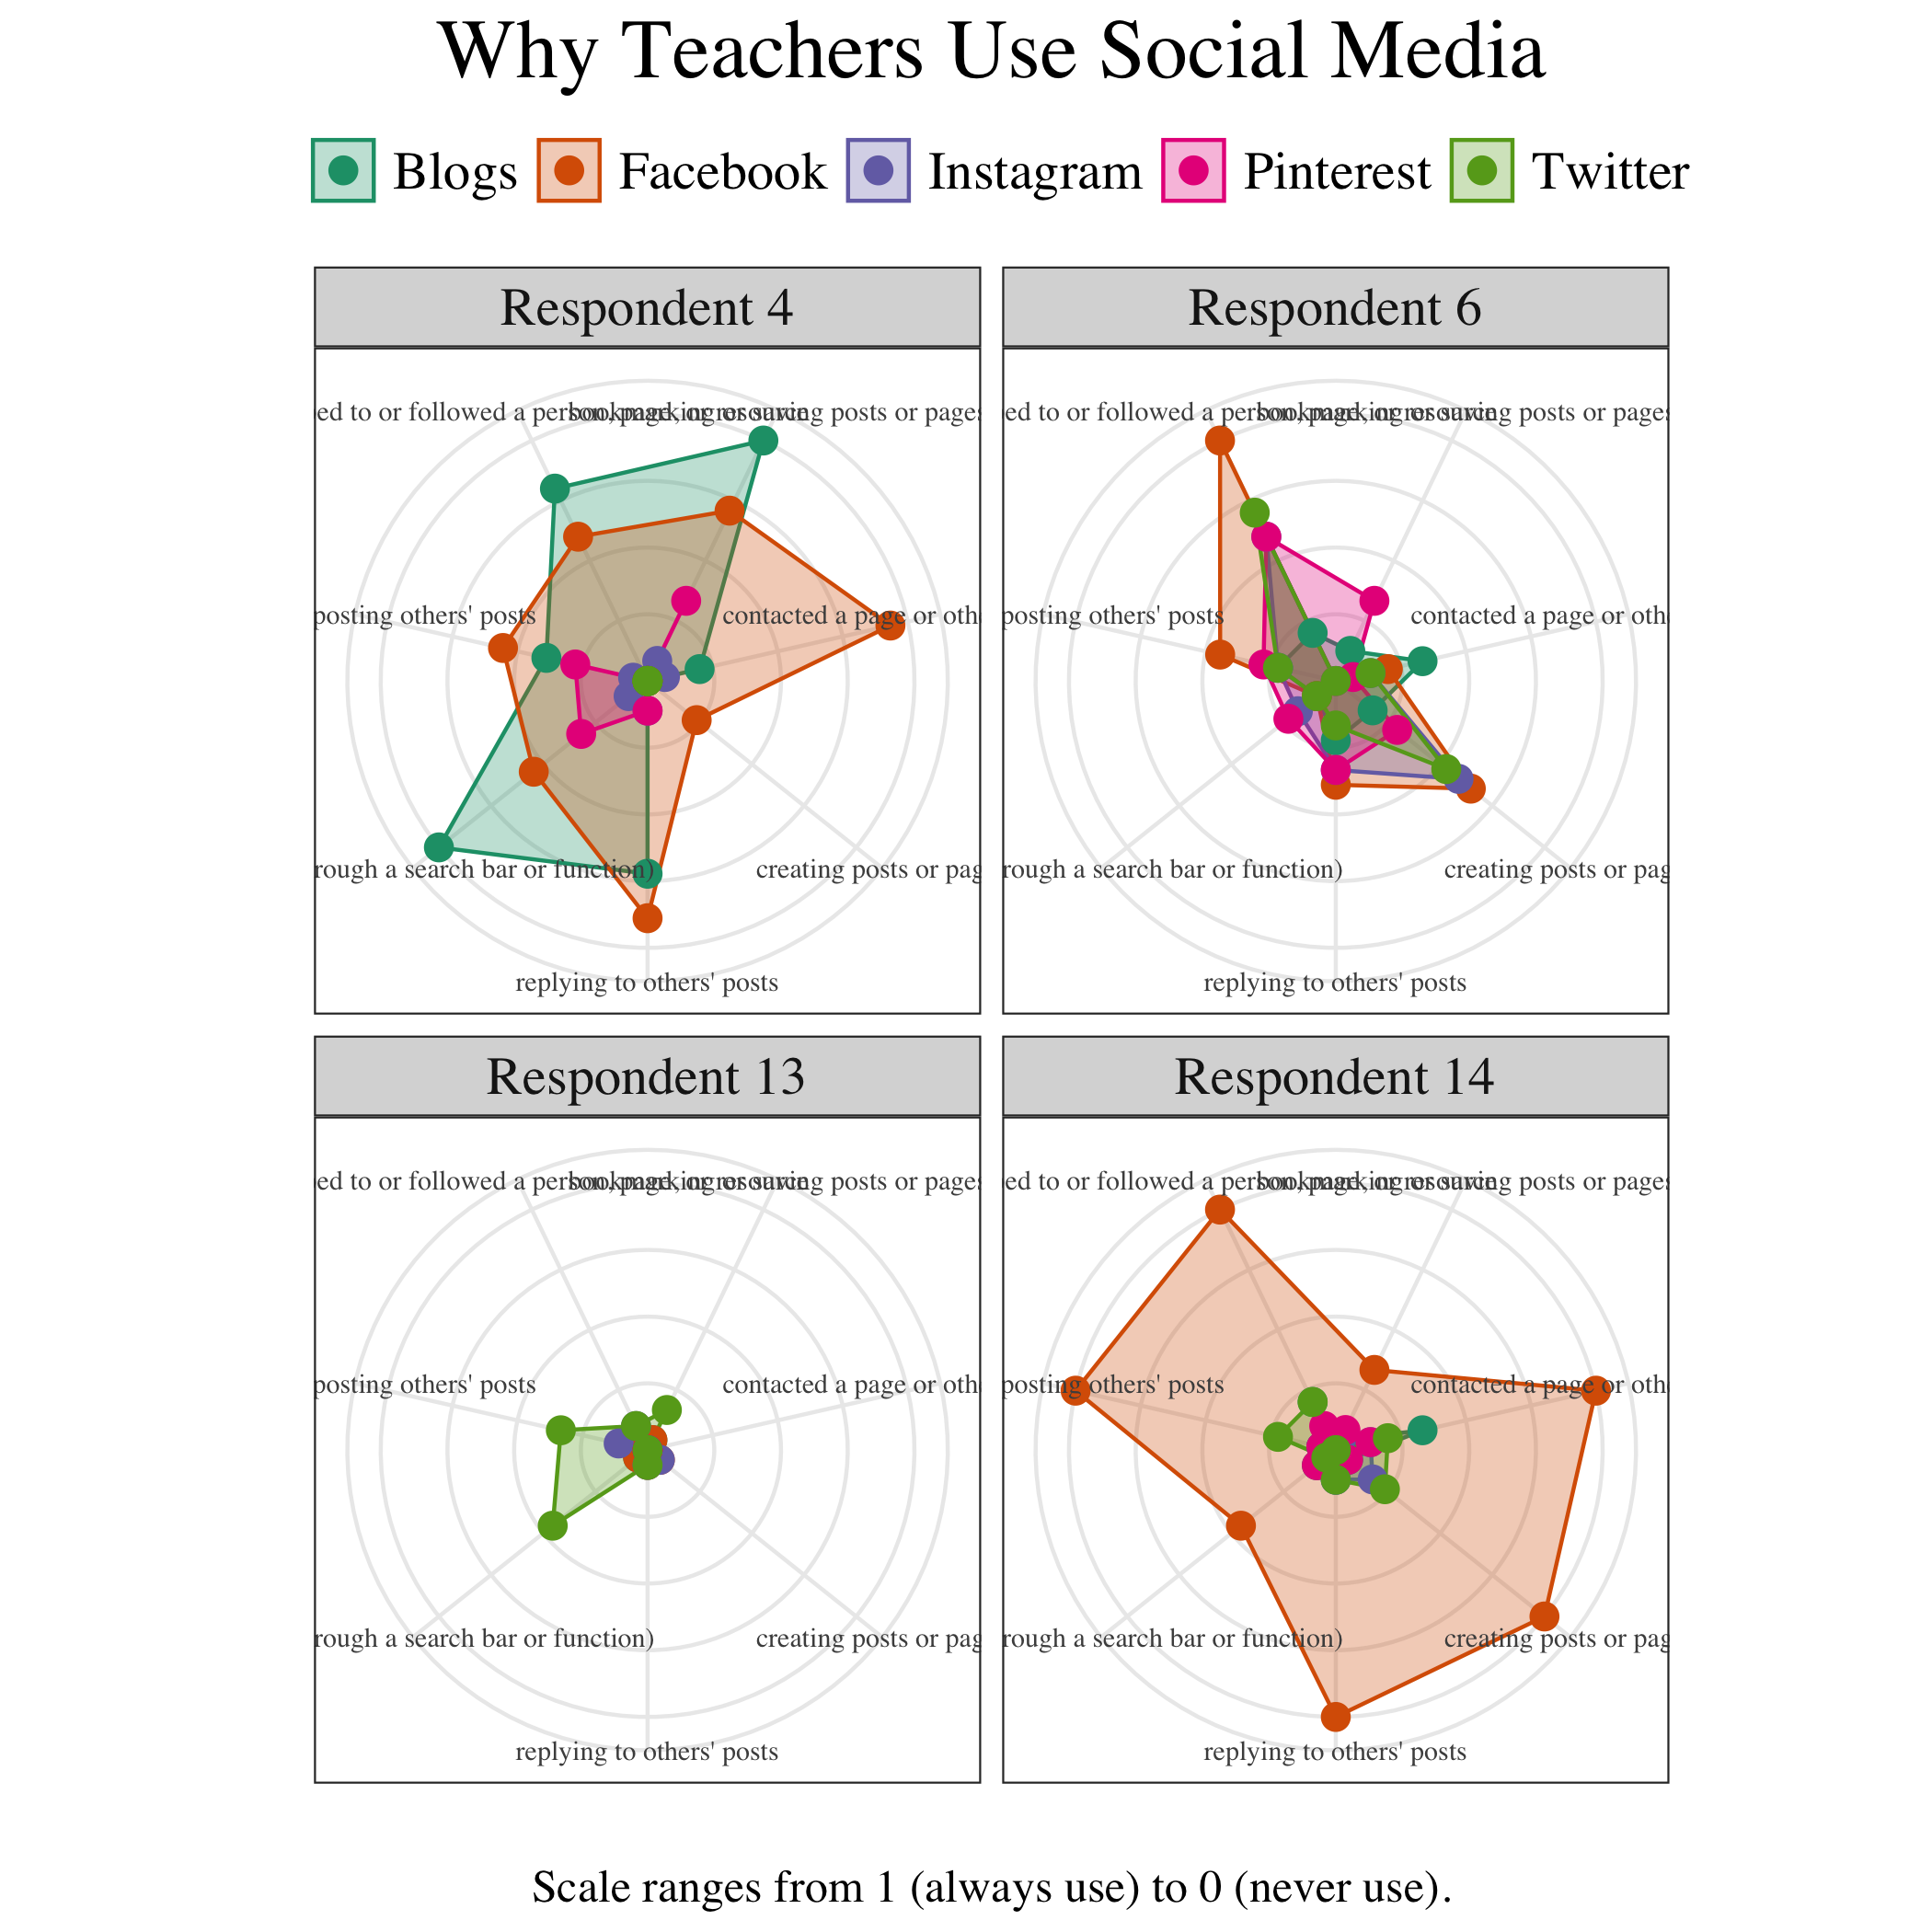 Why Teachers Use Social Media
Blogs Facebook Instagram Pinterest Twitter
Respondent 4
ed to or followed a person, page, or resource
bookmarking or saving posts or pages
posting others' posts
contacted a page or oth
rough a search bar or function)
creating posts or pag
replying to others' posts
Respondent 6
ed to or followed a person, page, or resource
bookmarking or saving posts or pages
posting others' posts
contacted a page or oth
rough a search bar or function)
creating posts or pag
replying to others' posts
Respondent 13
ed to or followed a person, page, or resource
bookmarking or saving posts or pages
posting others' posts
contacted a page or oth
rough a search bar or function)
creating posts or pag
replying to others' posts
Respondent 14
ed to or followed a person, page, or resource
bookmarking or saving posts or pages
posting others' posts
contacted a page or oth
rough a search bar or function)
creating posts or pag
replying to others' posts
Scale ranges from 1 (always use) to 0 (never use).